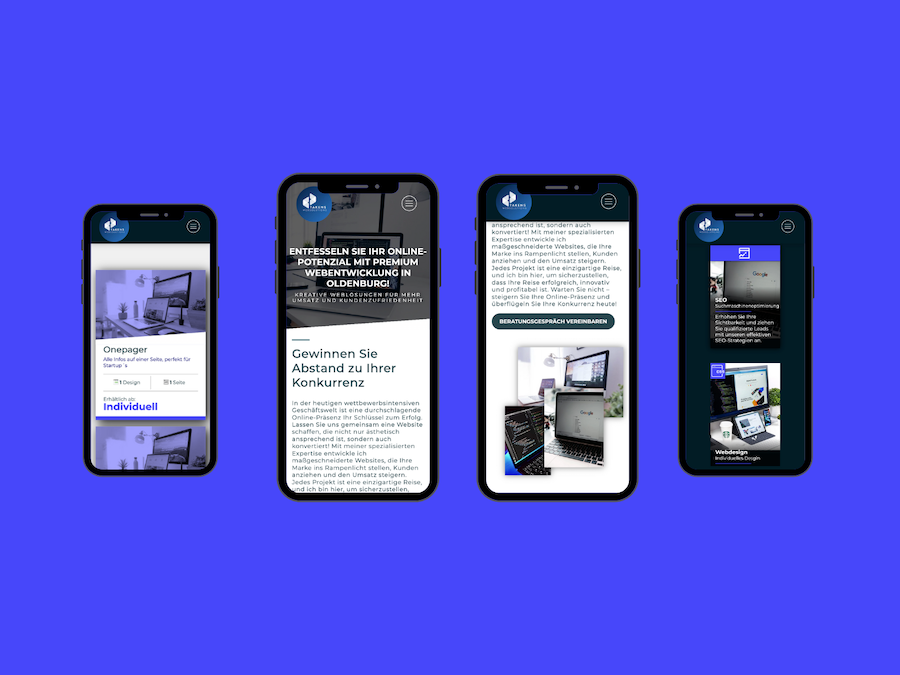 TAKEME
Onepager
Alle Infos auf einer Seite, perfekt für
Startup´s
1 Design
1 Seite
Erhältlich als:
Individuell
TAKEME
ENTFESSELN SIE IHR ONLINE-
POTENZIAL MIT PREMIUM
WEBENTWICKLUNG IN
OLDENBURG!
KREATIVE WEBLÖSUNGEN FÜR MEHR
UMSATZ UND KUNDENZUFRIEDENHEIT
Gewinnen Sie
Abstand zu Ihrer
Konkurrenz
In der heutigen wettbewerbsintensiven
Geschäftswelt ist eine durchschlagende
Online-Präsenz Ihr Schlüssel zum Erfolg.
Lassen Sie uns gemeinsam eine Website
schaffen, die nicht nur ästhetisch
ansprechend ist, sondern auch
konvertiert! Mit meiner spezialisierten
Expertise entwickle ich
maßgeschneiderte Websites, die Ihre
Marke ins Rampenlicht stellen, Kunden
anziehen und den Umsatz steigern.
Jedes Projekt ist eine einzigartige Reise,
und ich bin hier, um sicherzustellen,
TAKEME
ansprechend ist, sondern auch
konvertiert! Mit meiner spezialisierten
Expertise entwickle ich
maßgeschneiderte Websites, die Ihre
Marke ins Rampenlicht stellen, Kunden
anziehen und den Umsatz steigern.
Jedes Projekt ist eine einzigartige Reise,
und ich bin hier, um sicherzustellen,
dass Ihre Reise erfolgreich, innovativ
und profitabel ist. Warten Sie nicht –
steigern Sie Ihre Online-Präsenz und
überflügeln Sie Ihre Konkurrenz heute!
BERATUNGSGESPRÄCH VEREINBAREN
Google
TAKEME
Google
SEO
Suchmaschinenoptimierung
Erhöhen Sie Ihre
Sichtbarkeit und ziehen
Sie qualifizierte Leads
mit unseren effektiven
SEO-Strategien an.
Webdesign
Individuelles Design